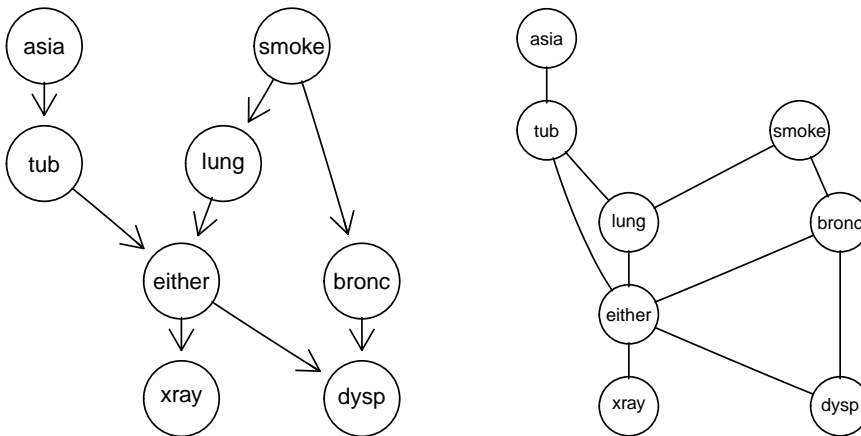 asia
smoke
tub
lung
either
bronc
xray
dysp
asia
tub
smoke
lung
bronc
either
xray
dysp